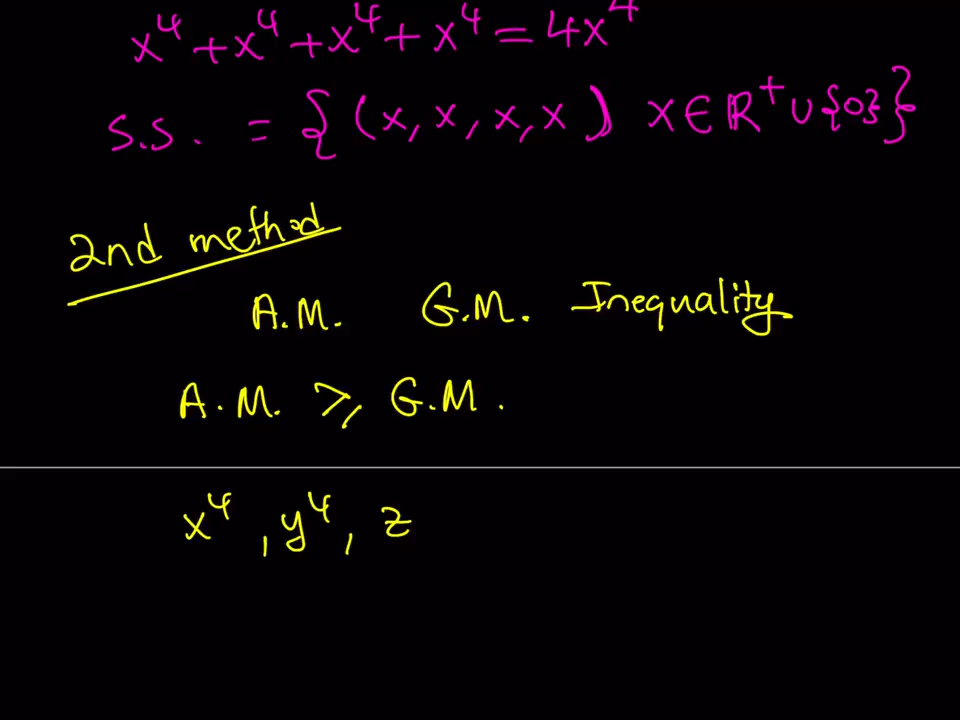 x⁴ + x⁴ + x⁴ + x⁴ = 4x⁴
S.S. = {(x, x, x, x) x∈ℝ⁺∪{0}}
2nd method
A.M. G.M. Inequality
A.M. ≥ G.M.
x⁴, y⁴, z